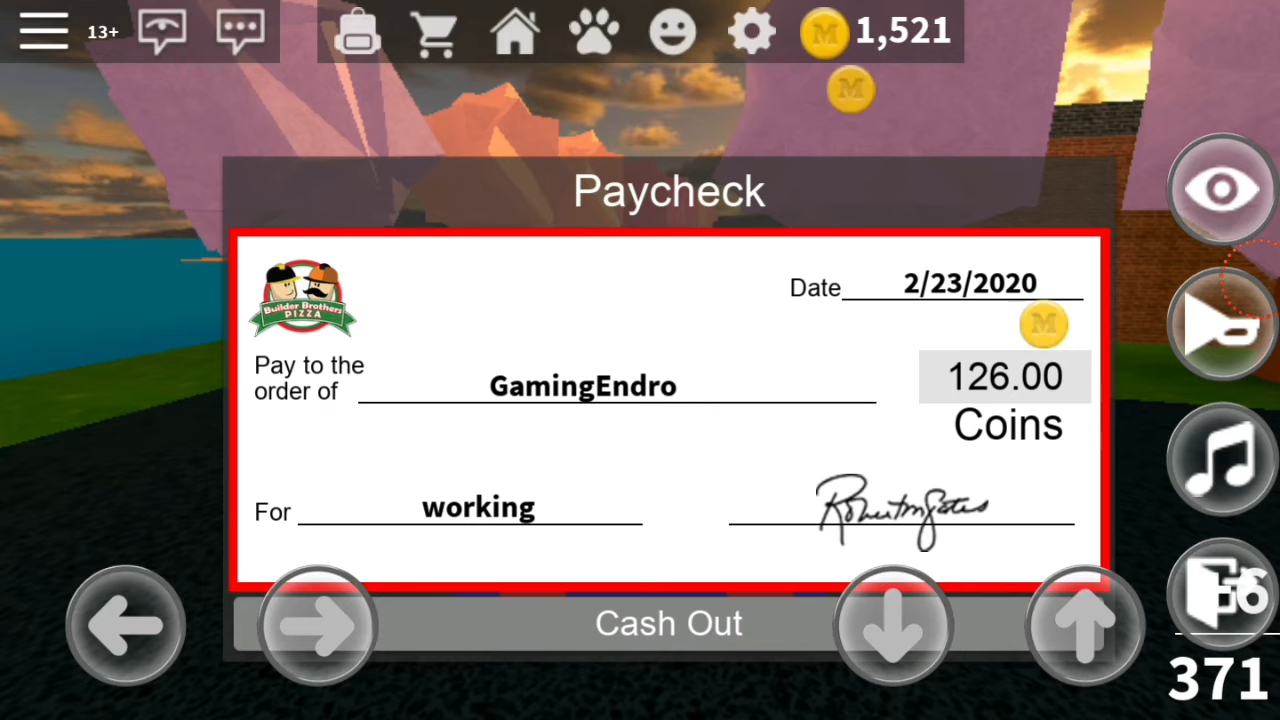 13+
1,521
Paycheck
Builder Brothers
PIZZA
Date 2/23/2020
Pay to the
order of GamingEndro
126.00
Coins
For working
Cash Out
371